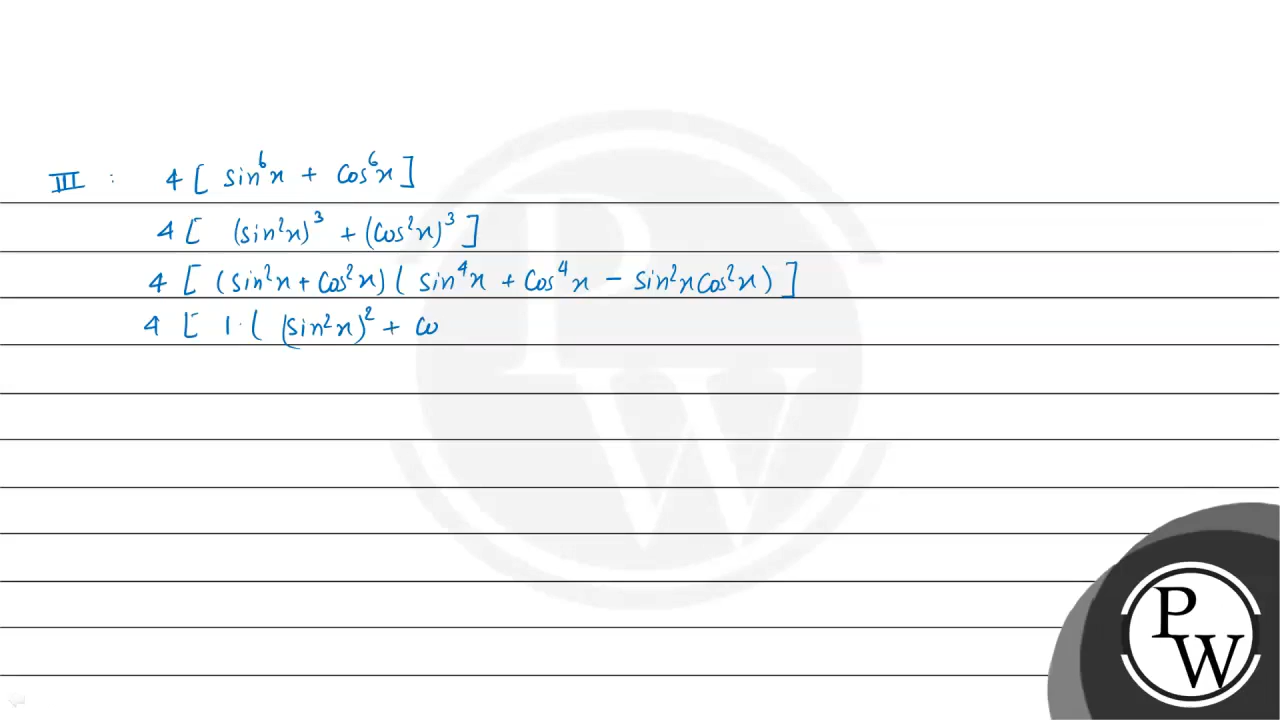 III : 4 [ sin⁶x + cos⁶x ]
4 [ (sin²x)³ + (cos²x)³ ]
4 [ (sin²x + cos²x) ( sin⁴x + cos⁴x − sin²x cos²x ) ]
4 [ 1· ( (sin²x)² + co
P
W
P
W